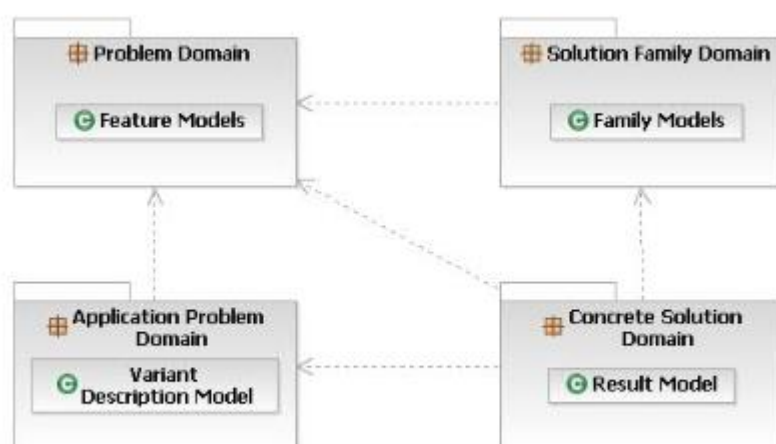 Problem Domain
Feature Models
Solution Family Domain
Family Models
Application Problem
Domain
Variant
Description Model
Concrete Solution
Domain
Result Model